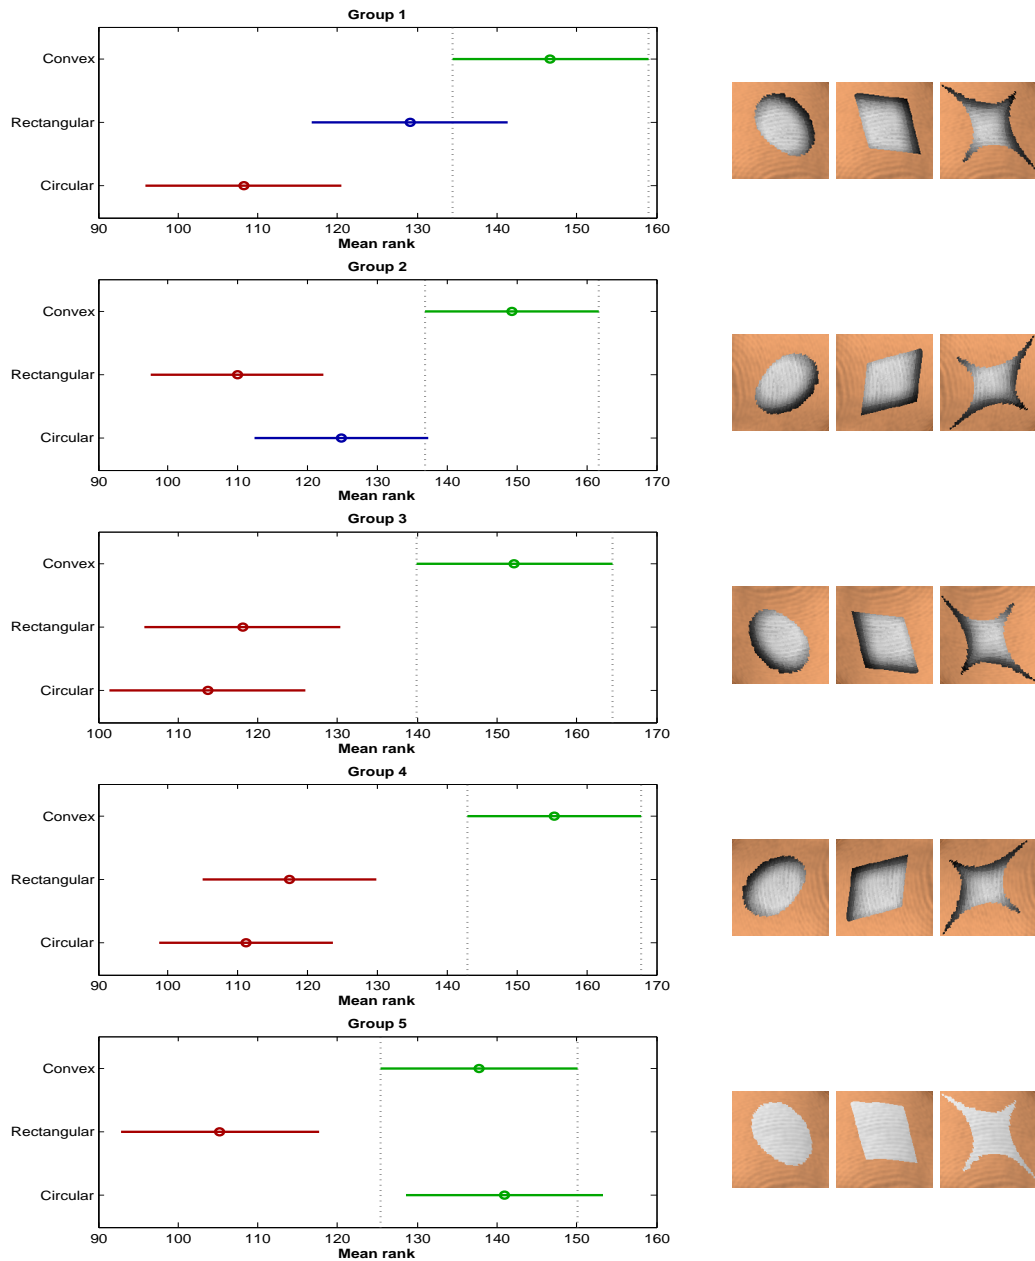 Group 1
Convex
Rectangular
Circular
90 100 110 120 130 140 150 160
Mean rank
Group 2
Convex
Rectangular
Circular
90 100 110 120 130 140 150 160 170
Mean rank
Group 3
Convex
Rectangular
Circular
100 110 120 130 140 150 160 170
Mean rank
Group 4
Convex
Rectangular
Circular
90 100 110 120 130 140 150 160 170
Mean rank
Group 5
Convex
Rectangular
Circular
90 100 110 120 130 140 150 160
Mean rank